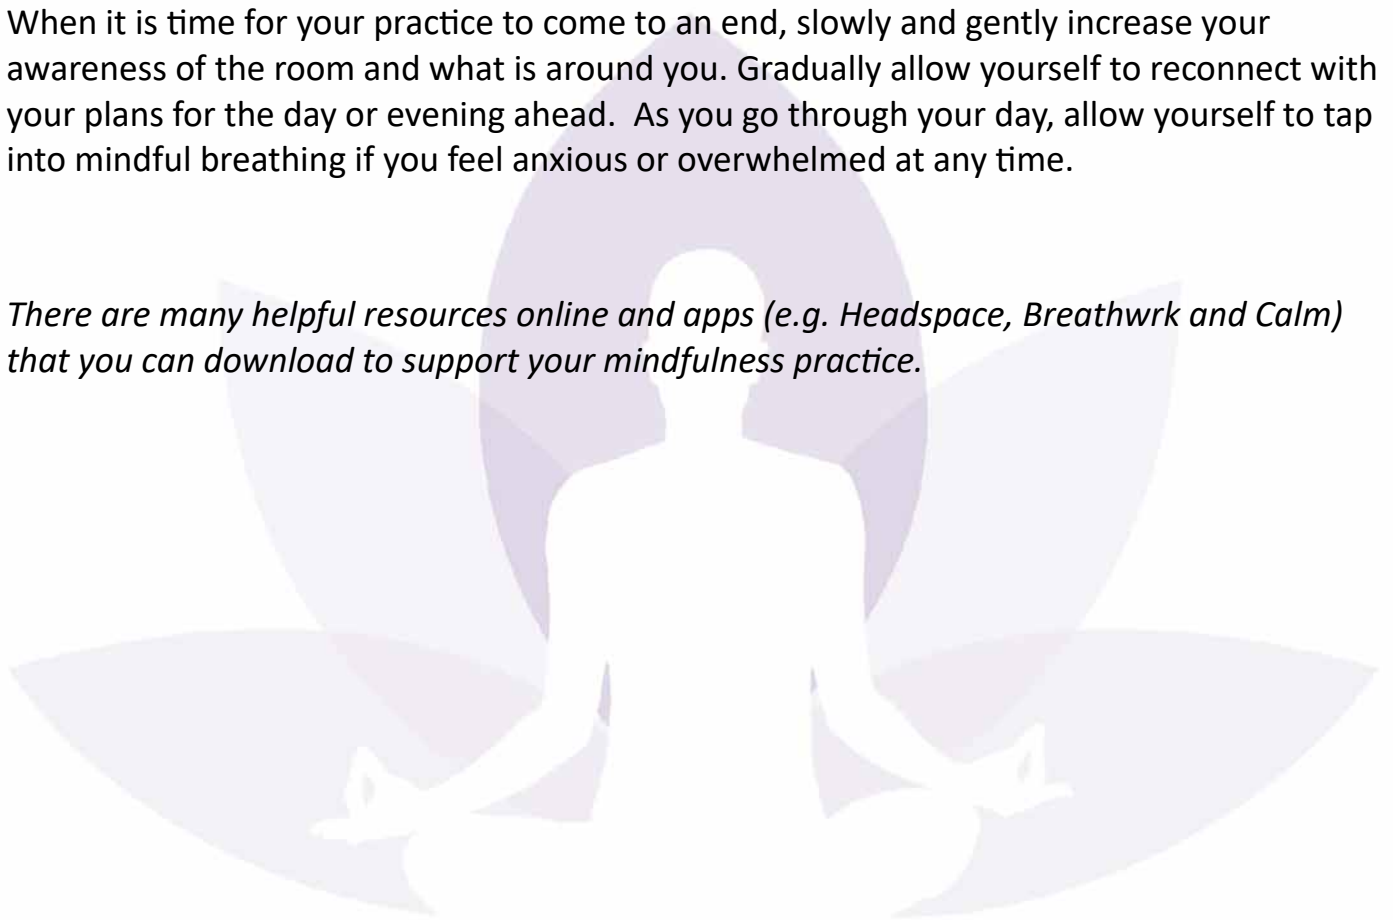 When it is time for your practice to come to an end, slowly and gently increase your
awareness of the room and what is around you. Gradually allow yourself to reconnect with
your plans for the day or evening ahead.  As you go through your day, allow yourself to tap
into mindful breathing if you feel anxious or overwhelmed at any time.
There are many helpful resources online and apps (e.g. Headspace, Breathwrk and Calm)
that you can download to support your mindfulness practice.